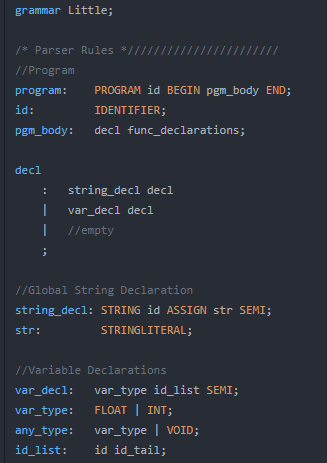 grammar Little;
/* Parser Rules *///////////////////////
//Program
program: PROGRAM id BEGIN pgm_body END;
id: IDENTIFIER;
pgm_body: decl func_declarations;
decl
: string_decl decl
| var_decl decl
| //empty
;
//Global String Declaration
string_decl: STRING id ASSIGN str SEMI;
str: STRINGLITERAL;
//Variable Declarations
var_decl: var_type id_list SEMI;
var_type: FLOAT | INT;
any_type: var_type | VOID;
id_list: id id_tail;